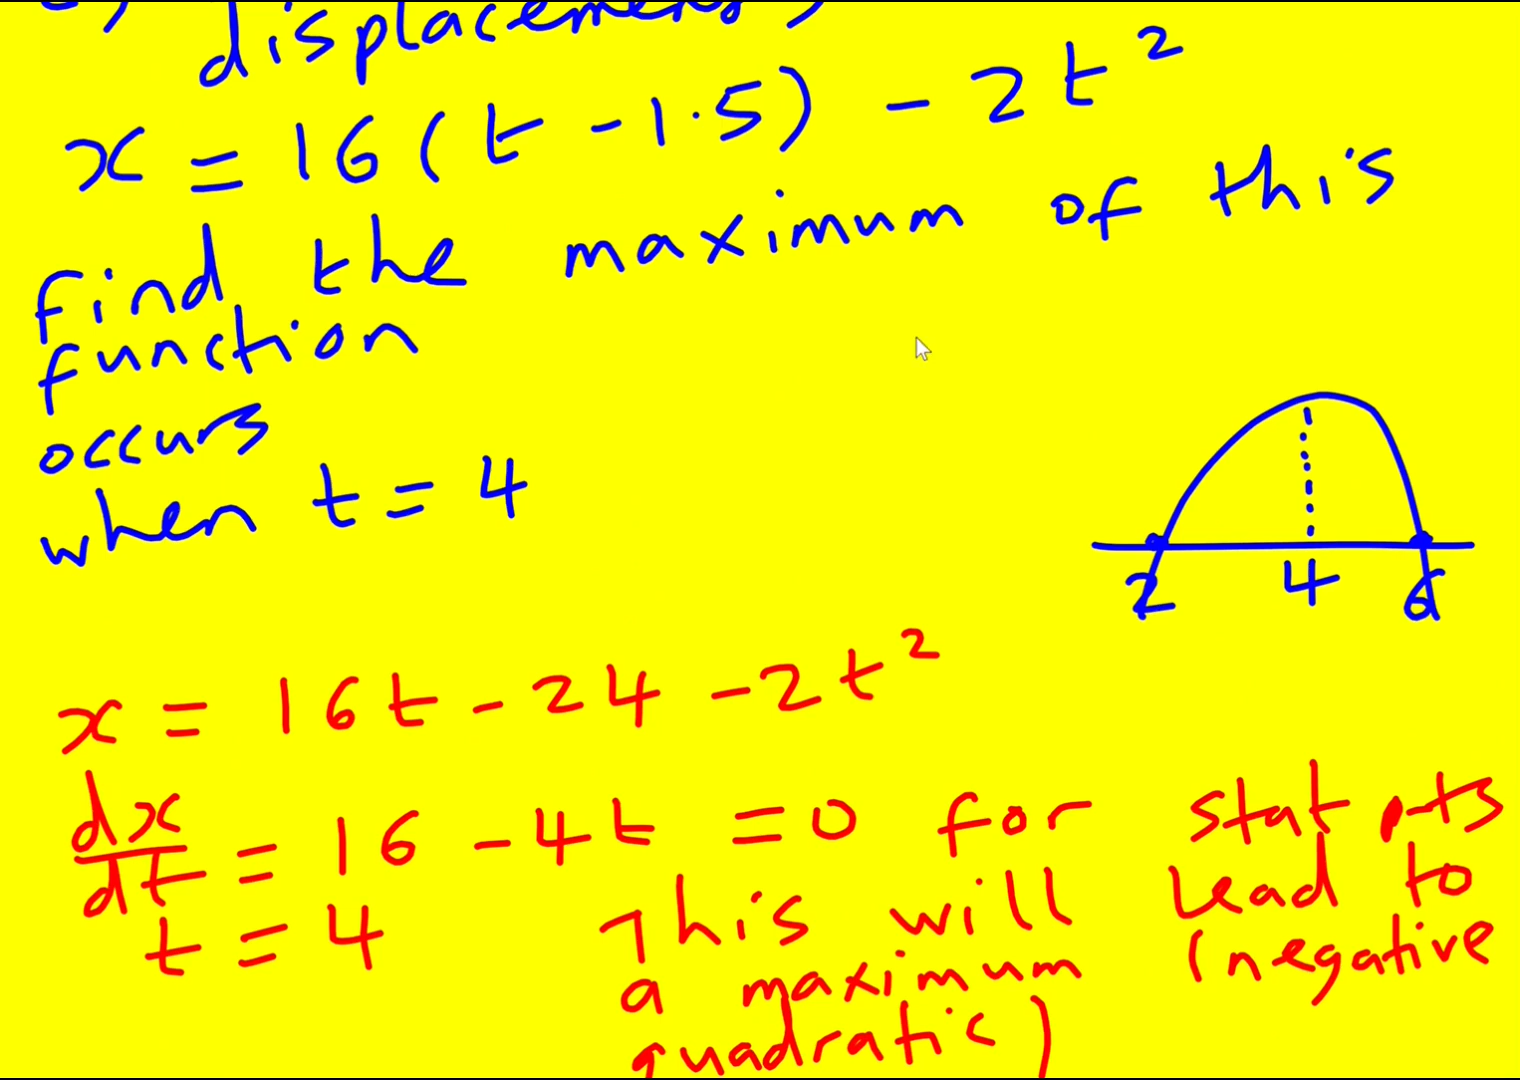 displacement)
x = 16(t - 1.5) - 2t²
find the maximum of this
function
occurs
when t = 4
2 4 6
x = 16t - 24 - 2t²
dx/dt = 16 - 4t = 0 for stat pts
t = 4 This will lead to
a maximum (negative
quadratic)